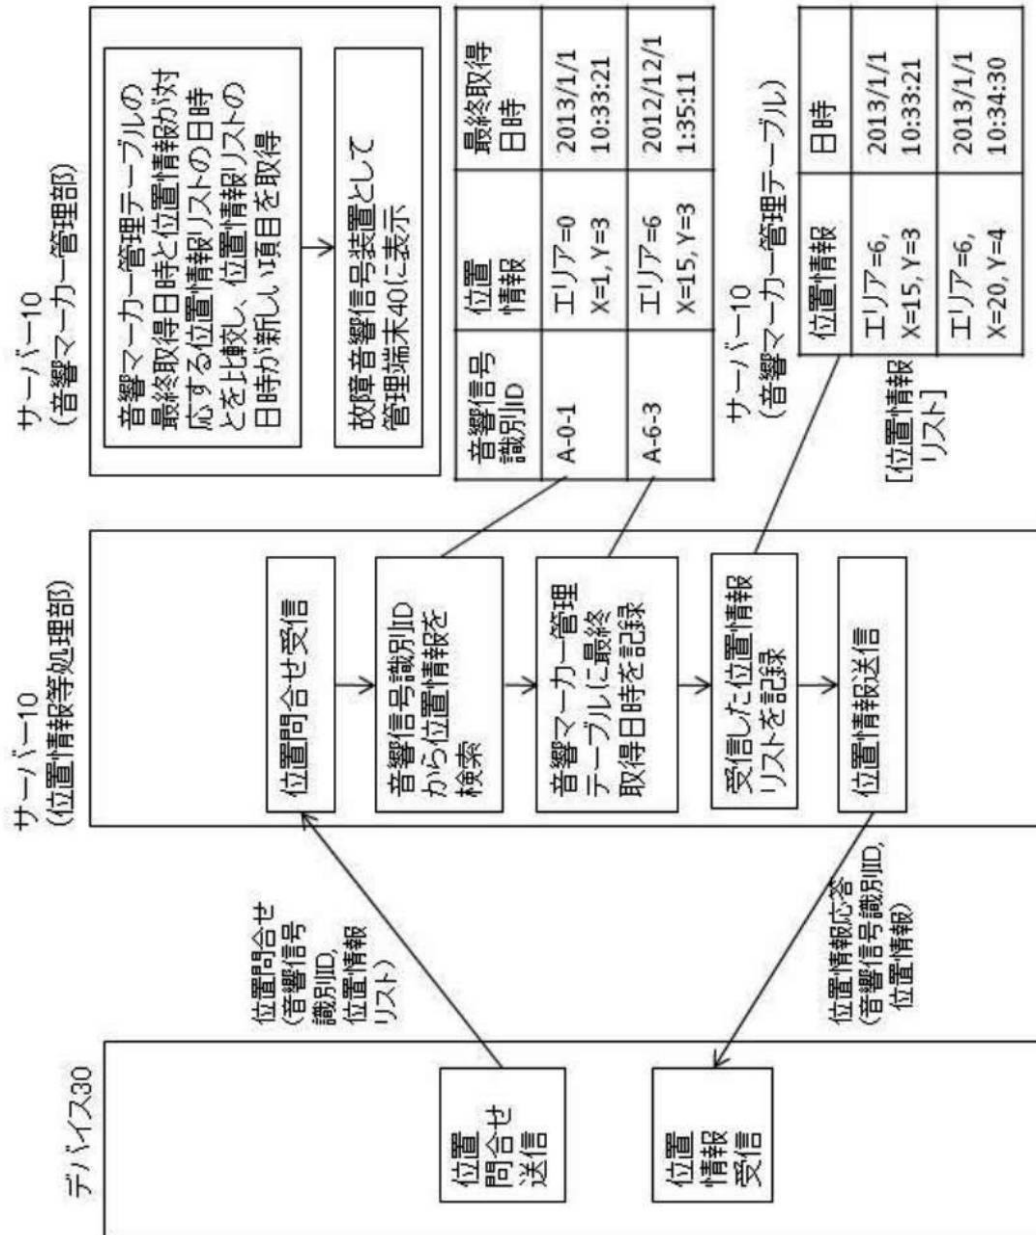 デバイス30
位置
問合せ
送信
位置
情報
受信
位置問合せ
(音響信号
識別ID,
位置情報
リスト)
位置情報応答
(音響信号識別ID,
位置情報)
サーバー10
(位置情報等処理部)
位置問合せ受信
音響信号識別ID
から位置情報を
検索
音響マーカー管理
テーブルに最終
取得日時を記録
受信した位置情報
リストを記録
位置情報送信
サーバー10
(音響マーカー管理部)
音響マーカー管理テーブルの
最終取得日時と位置情報が対
応する位置情報リストの日時
とを比較し、位置情報リストの
日時が新しい項目を取得
故障音響信号装置として
管理端末40に表示
音響信号
識別ID
位置
情報
最終取得
日時
A-0-1
エリア=0
X=1, Y=3
2013/1/1
10:33:21
A-6-3
エリア=6
X=15, Y=3
2012/12/1
1:35:11
サーバー10
(音響マーカー管理テーブル)
[位置情報
リスト]
位置情報
日時
エリア=6,
X=15, Y=3
2013/1/1
10:33:21
エリア=6,
X=20, Y=4
2013/1/1
10:34:30